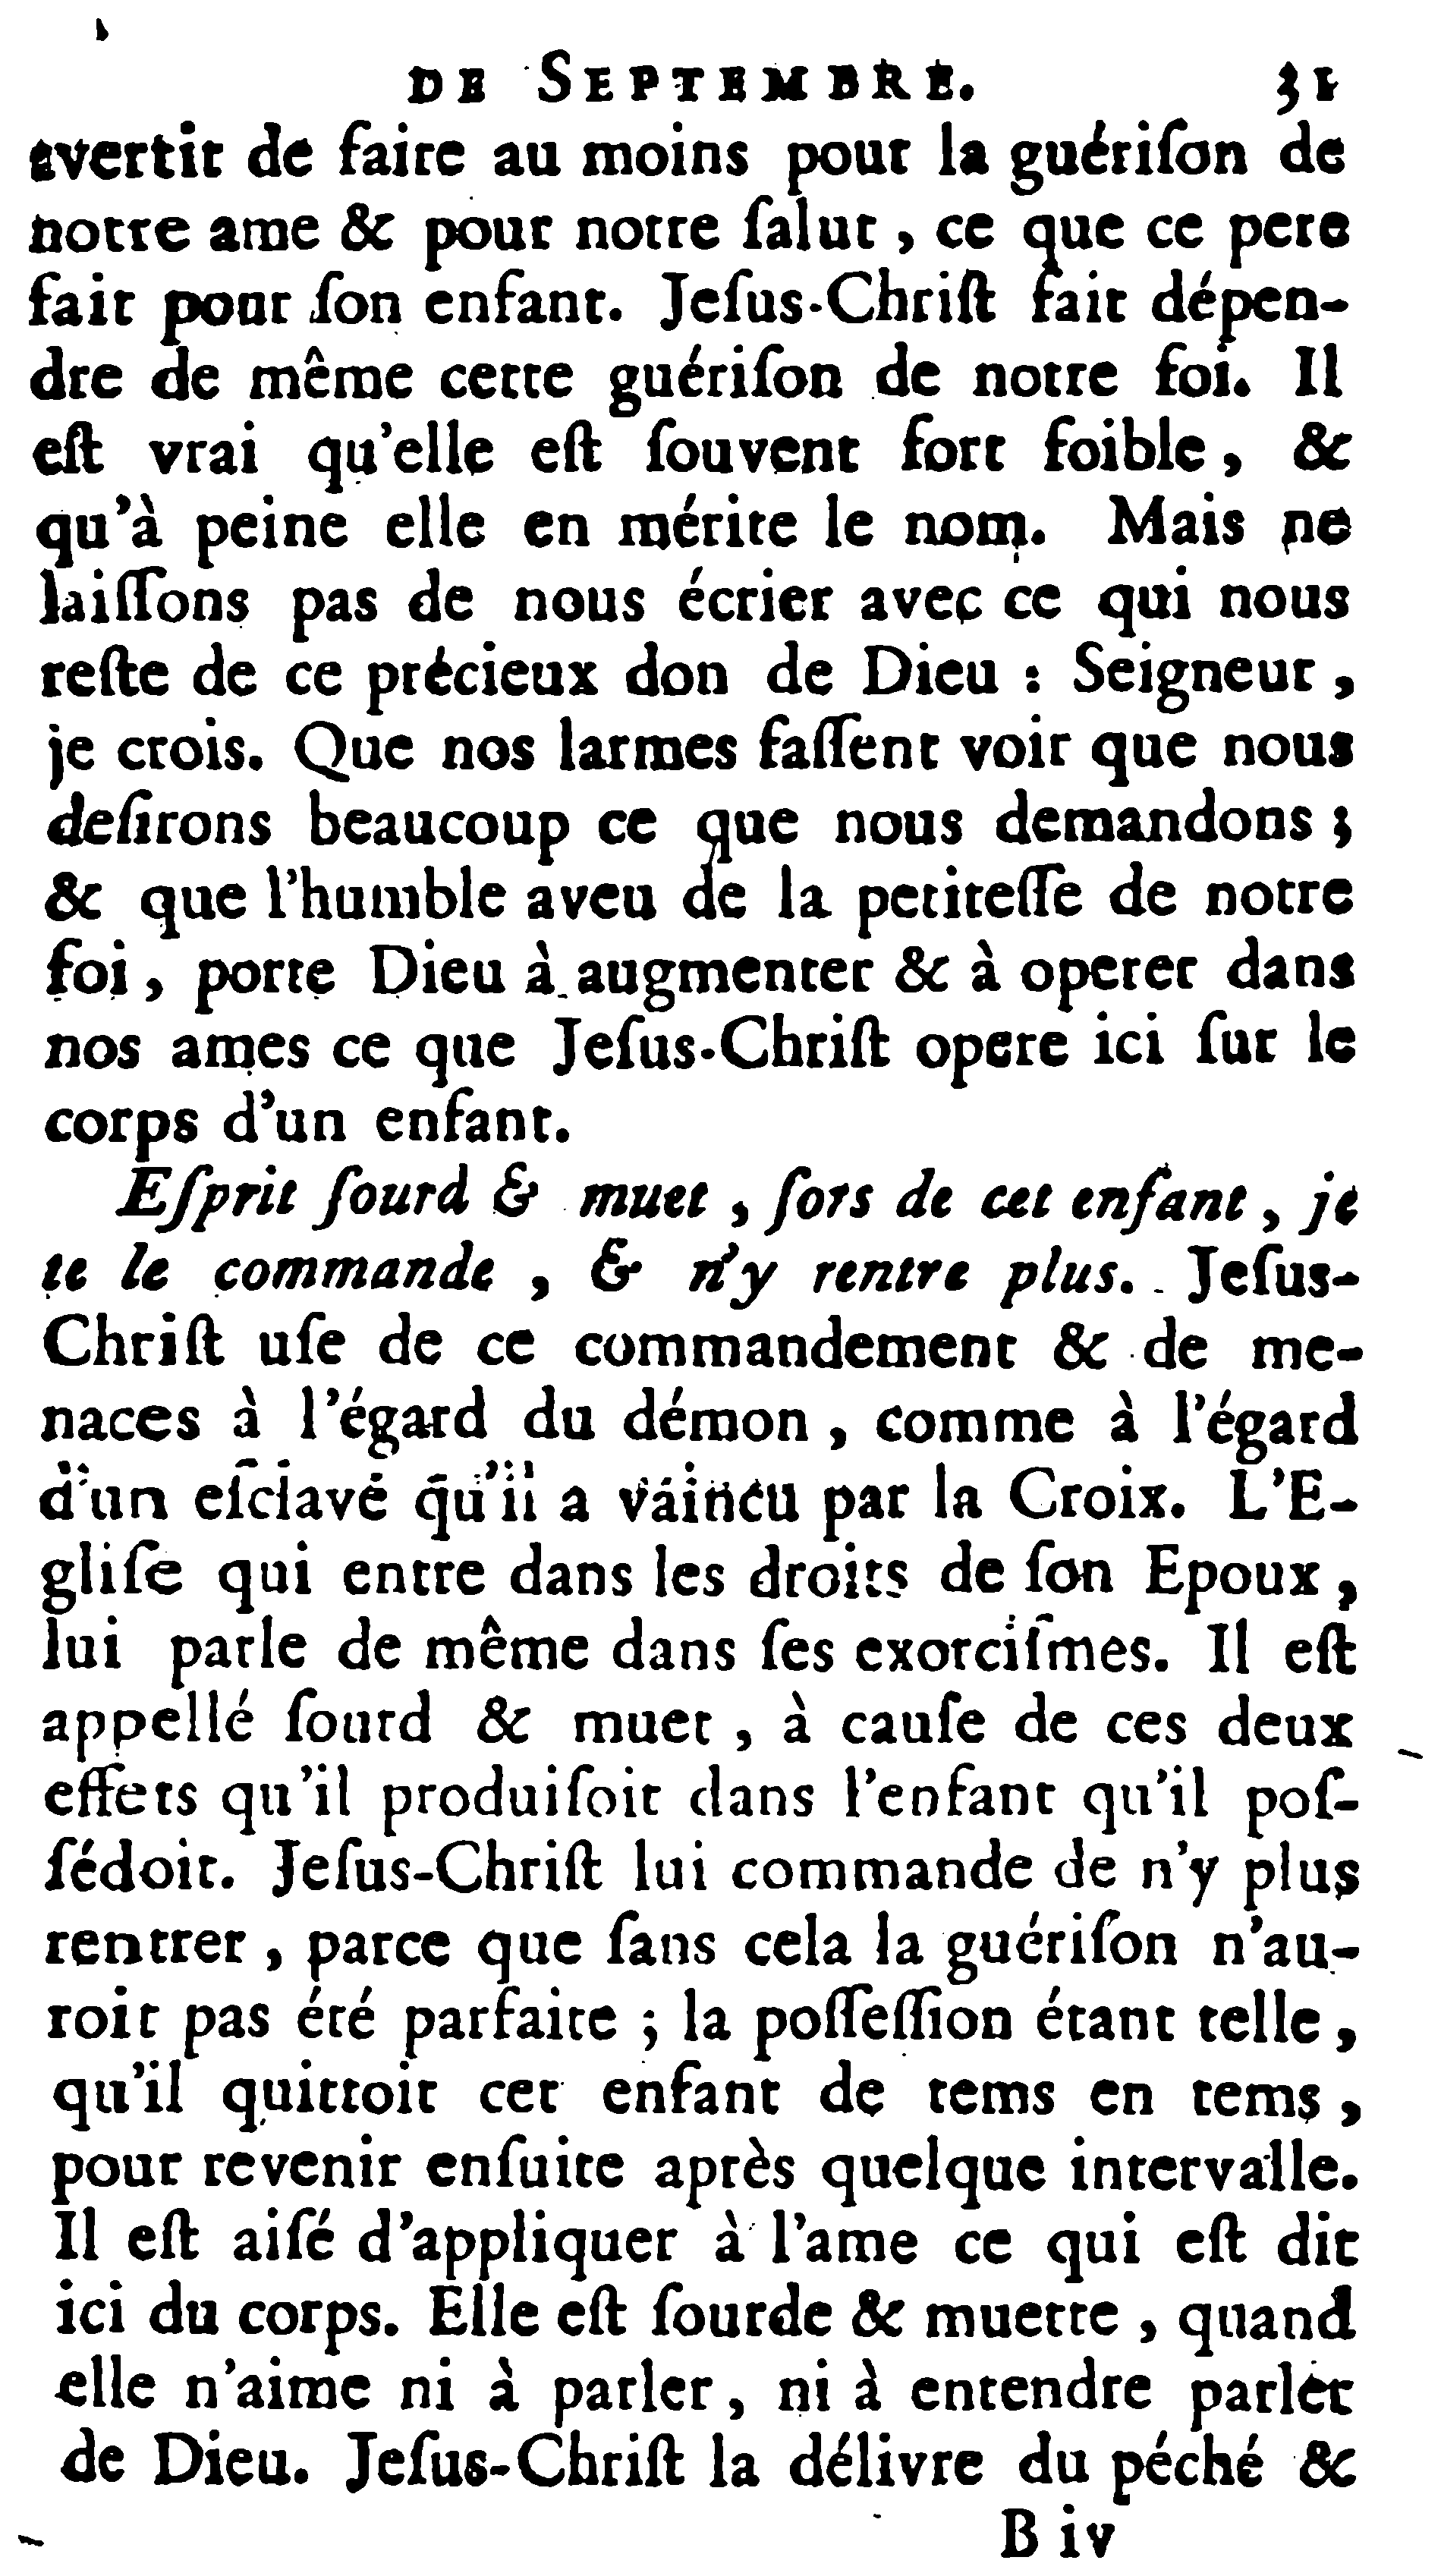 DE SEPTEMBRE. 31
avertit de faire au moins pour la guériſon de
notre ame & pour notre ſalut , ce que ce pere
fait pour ſon enfant. Jeſus-Chriſt fait dépen-
dre de même cette guériſon de notre foi. Il
eſt vrai qu'elle eſt ſouvent fort foible, &
qu'à peine elle en mérite le nom. Mais ne
laiſſons pas de nous écrier avec ce qui nous
reſte de ce précieux don de Dieu : Seigneur ,
je crois. Que nos larmes faſſent voir que nous
deſirons beaucoup ce que nous demandons ;
& que l'humble aveu de la petiteſſe de notre
foi , porte Dieu à augmenter & à operer dans
nos ames ce que Jeſus-Chriſt opere ici ſur le
corps d'un enfant.
Eſprit ſourd & muet , ſors de cet enfant , je
te le commande , & n'y rentre plus. Jeſus-
Chriſt uſe de ce commandement & de me-
naces à l'égard du démon , comme à l'égard
d'un eſclave qu'il a vaincu par la Croix. L'E-
gliſe qui entre dans les droits de ſon Epoux ,
lui parle de même dans ſes exorciſmes. Il eſt
appellé ſourd & muet , à cauſe de ces deux
effets qu'il produiſoit dans l'enfant qu'il poſ-
ſédoit. Jeſus-Chriſt lui commande de n'y plus
rentrer , parce que ſans cela la guériſon n'au-
roit pas été parfaite ; la poſſeſſion étant telle ,
qu'il quittoit cet enfant de tems en tems ,
pour revenir enſuite après quelque intervalle.
Il eſt aiſé d'appliquer à l'ame ce qui eſt dit
ici du corps. Elle eſt ſourde & muette , quand
elle n'aime ni à parler , ni à entendre parler
de Dieu. Jeſus-Chriſt la délivre du péché &
B iv